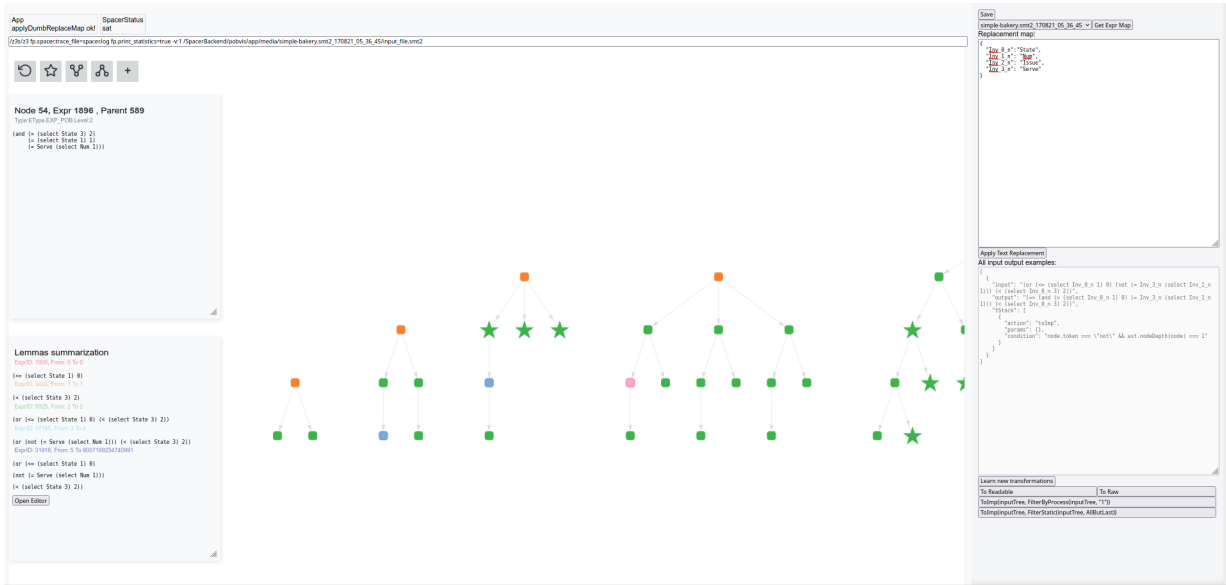 App
applyDumbReplaceMap ok!
SpacerStatus
sat
/z3s/z3 fp.spacer.trace_file=spacer.log fp.print_statistics=true -v:1 /SpacerBackend/pobvis/app/media/simple-bakery.smt2_170821_05_36_45/input_file.smt2
+
Node 54, Expr 1896 , Parent 589
Type:EType.EXP_POB Level:2
(and (= (select State 3) 2)
(= (select State 1) 1)
(= Serve (select Num 1)))
Lemmas summarization
ExprID: 1005, From: 0 To 0
(<= (select State 1) 0)
ExprID: 3424, From: 1 To 1
(< (select State 3) 2)
ExprID: 5925, From: 2 To 2
(or (<= (select State 1) 0) (< (select State 3) 2))
ExprID: 17185, From: 3 To 4
(or (not (= Serve (select Num 1))) (< (select State 3) 2))
ExprID: 31818, From: 5 To 9007199254740991
(or (<= (select State 1) 0)
(not (= Serve (select Num 1)))
(< (select State 3) 2))
Open Editor
Save
simple-bakery.smt2_170821_05_36_45
Get Expr Map
Replacement map:
{
"Inv_0_n":"State",
"Inv_1_n": "Num",
"Inv_2_n": "Issue",
"Inv_3_n": "Serve"
}
Apply Text Replacement
All input output examples:
[
{
"input": "(or (<= (select Inv_0_n 1) 0) (not (= Inv_3_n (select Inv_1_n
1))) (< (select Inv_0_n 3) 2))",
"output": "(=> (and (> (select Inv_0_n 1) 0) (= Inv_3_n (select Inv_1_n
1))) (< (select Inv_0_n 3) 2))",
"tStack": [
{
"action": "toImp",
"params": {},
"condition": "node.token === \"not\" && ast.nodeDepth(node) === 1"
}
]
}
]
Learn new transformations
To Readable
To Raw
ToImp(inputTree, FilterByProcess(inputTree, "1"))
ToImp(inputTree, FilterStatic(inputTree, AllButLast))